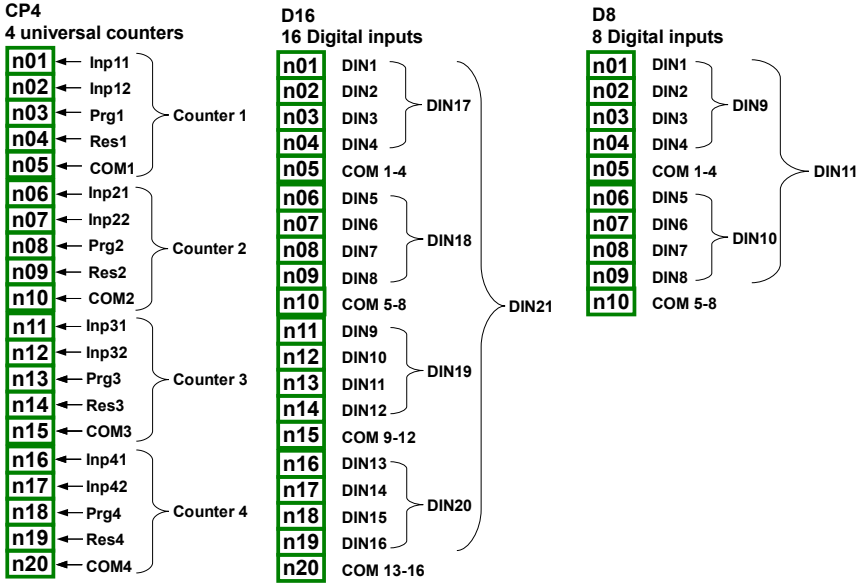 CP4
4 universal counters
n01 Inp11
n02 Inp12
n03 Prg1
Counter 1
n04 Res1
n05 COM1
n06 Inp21
n07 Inp22
n08 Prg2
Counter 2
n09 Res2
n10 COM2
n11 Inp31
n12 Inp32
n13 Prg3
Counter 3
n14 Res3
n15 COM3
n16 Inp41
n17 Inp42
n18 Prg4
Counter 4
n19 Res4
n20 COM4
D16
16 Digital inputs
n01 DIN1
n02 DIN2
DIN17
n03 DIN3
n04 DIN4
n05 COM 1-4
n06 DIN5
n07 DIN6
DIN18
n08 DIN7
n09 DIN8
n10 COM 5-8
DIN21
n11 DIN9
n12 DIN10
DIN19
n13 DIN11
n14 DIN12
n15 COM 9-12
n16 DIN13
n17 DIN14
DIN20
n18 DIN15
n19 DIN16
n20 COM 13-16
D8
8 Digital inputs
n01 DIN1
n02 DIN2
DIN9
n03 DIN3
n04 DIN4
n05 COM 1-4
DIN11
n06 DIN5
n07 DIN6
DIN10
n08 DIN7
n09 DIN8
n10 COM 5-8